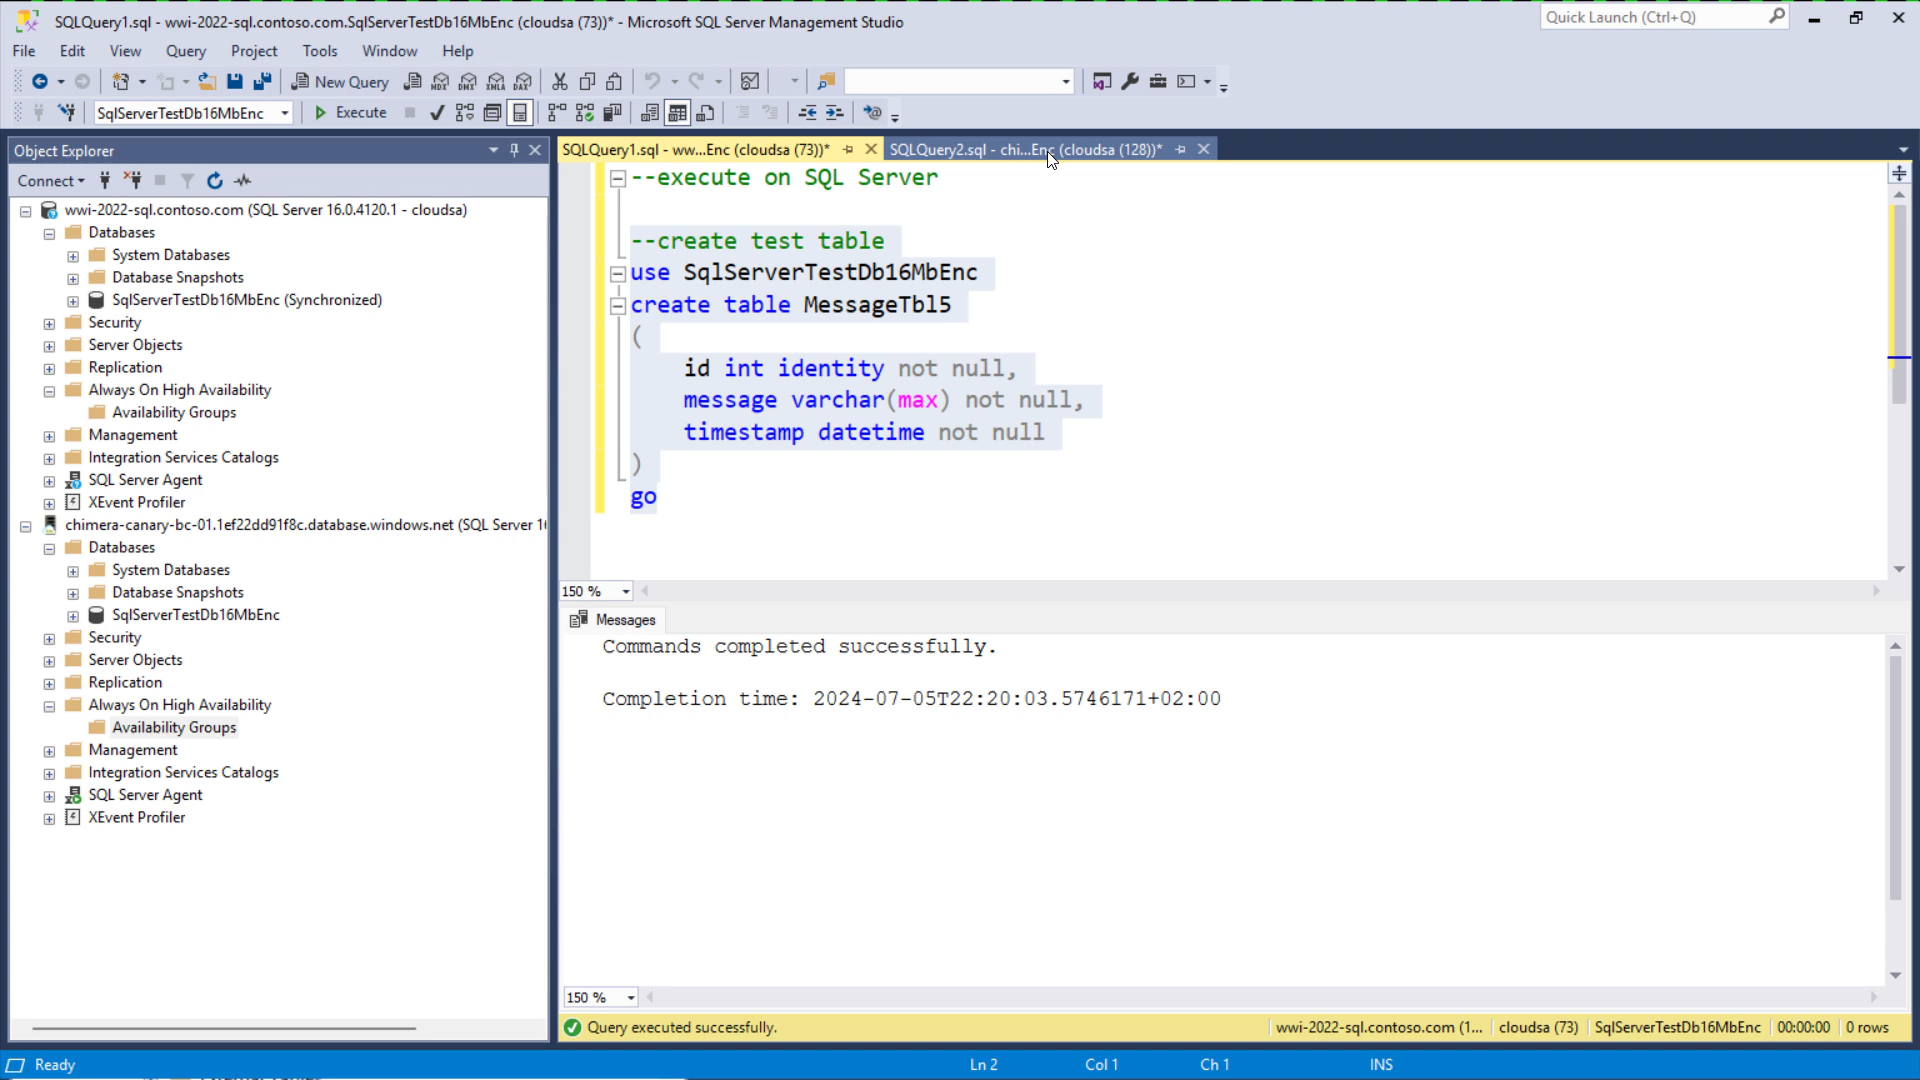 SQLQuery1.sql - wwi-2022-sql.contoso.com.SqlServerTestDb16MbEnc (cloudsa (73))* - Microsoft SQL Server Management Studio
Quick Launch (Ctrl+Q)
File Edit View Query Project Tools Window Help
New Query
MDX DMX XMLA DAX
SqlServerTestDb16MbEnc
Execute
Object Explorer
Connect
wwi-2022-sql.contoso.com (SQL Server 16.0.4120.1 - cloudsa)
Databases
System Databases
Database Snapshots
SqlServerTestDb16MbEnc (Synchronized)
Security
Server Objects
Replication
Always On High Availability
Availability Groups
Management
Integration Services Catalogs
SQL Server Agent
XEvent Profiler
chimera-canary-bc-01.1ef22dd91f8c.database.windows.net (SQL Server 1
Databases
System Databases
Database Snapshots
SqlServerTestDb16MbEnc
Security
Server Objects
Replication
Always On High Availability
Availability Groups
Management
Integration Services Catalogs
SQL Server Agent
XEvent Profiler
SQLQuery1.sql - ww...Enc (cloudsa (73))*
SQLQuery2.sql - chi...Enc (cloudsa (128))*
--execute on SQL Server
--create test table
use SqlServerTestDb16MbEnc
create table MessageTbl5
(
id int identity not null,
message varchar(max) not null,
timestamp datetime not null
)
go
150 %
Messages
Commands completed successfully.
Completion time: 2024-07-05T22:20:03.5746171+02:00
150 %
Query executed successfully.
wwi-2022-sql.contoso.com (1... cloudsa (73) SqlServerTestDb16MbEnc 00:00:00 0 rows
Ready Ln 2 Col 1 Ch 1 INS